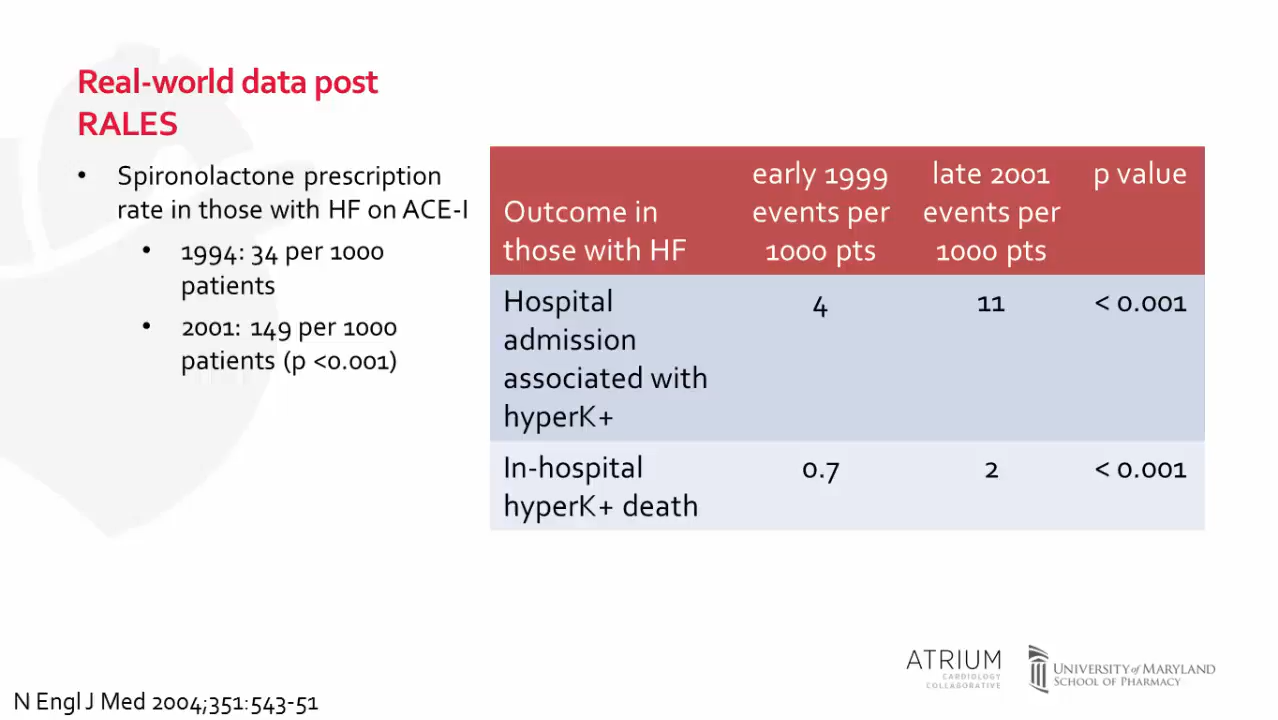 Real-world data post
RALES
• Spironolactone prescription
rate in those with HF on ACE-I
• 1994: 34 per 1000
patients
• 2001: 149 per 1000
patients (p <0.001)
Outcome in
those with HF
early 1999
events per
1000 pts
late 2001
events per
1000 pts
p value
Hospital
admission
associated with
hyperK+
4
11
< 0.001
In-hospital
hyperK+ death
0.7
2
< 0.001
ATRIUM
CARDIOLOGY
COLLABORATIVE
UNIVERSITY of MARYLAND
SCHOOL OF PHARMACY
N Engl J Med 2004;351:543-51